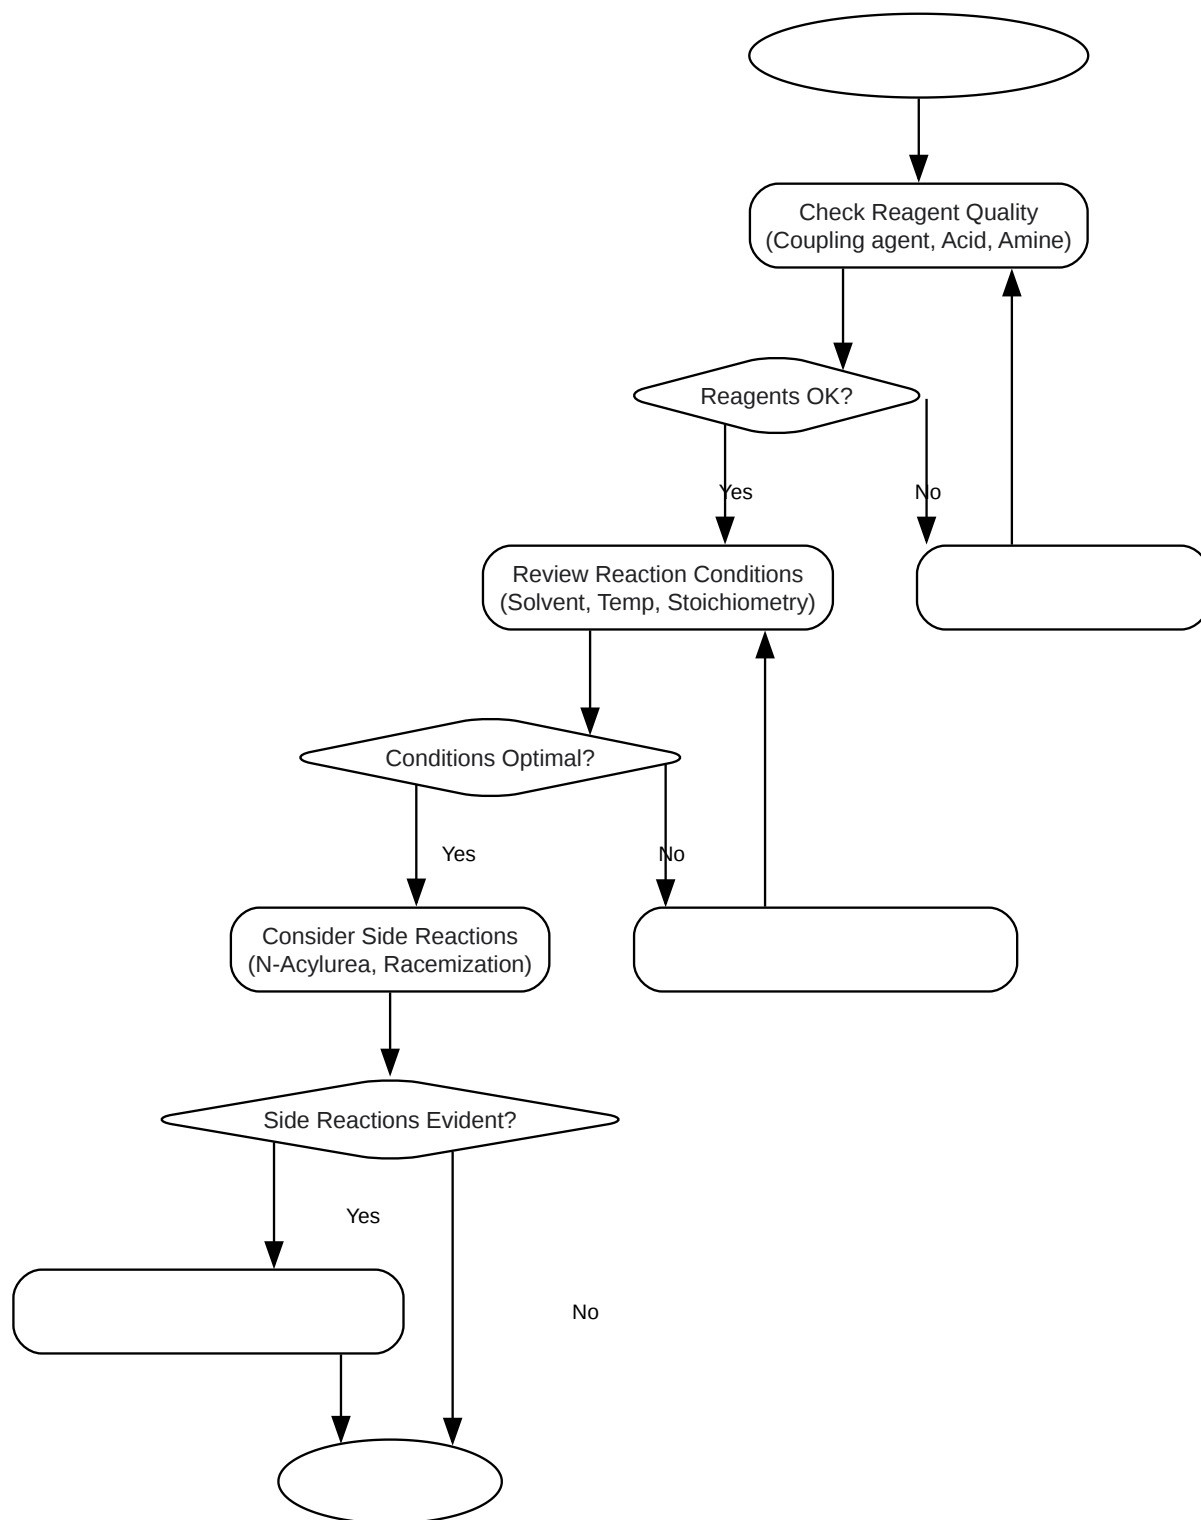 Check Reagent Quality
(Coupling agent, Acid, Amine)
Reagents OK?
Yes
No
Review Reaction Conditions
(Solvent, Temp, Stoichiometry)
Conditions Optimal?
Yes
No
Consider Side Reactions
(N-Acylurea, Racemization)
Side Reactions Evident?
Yes
No